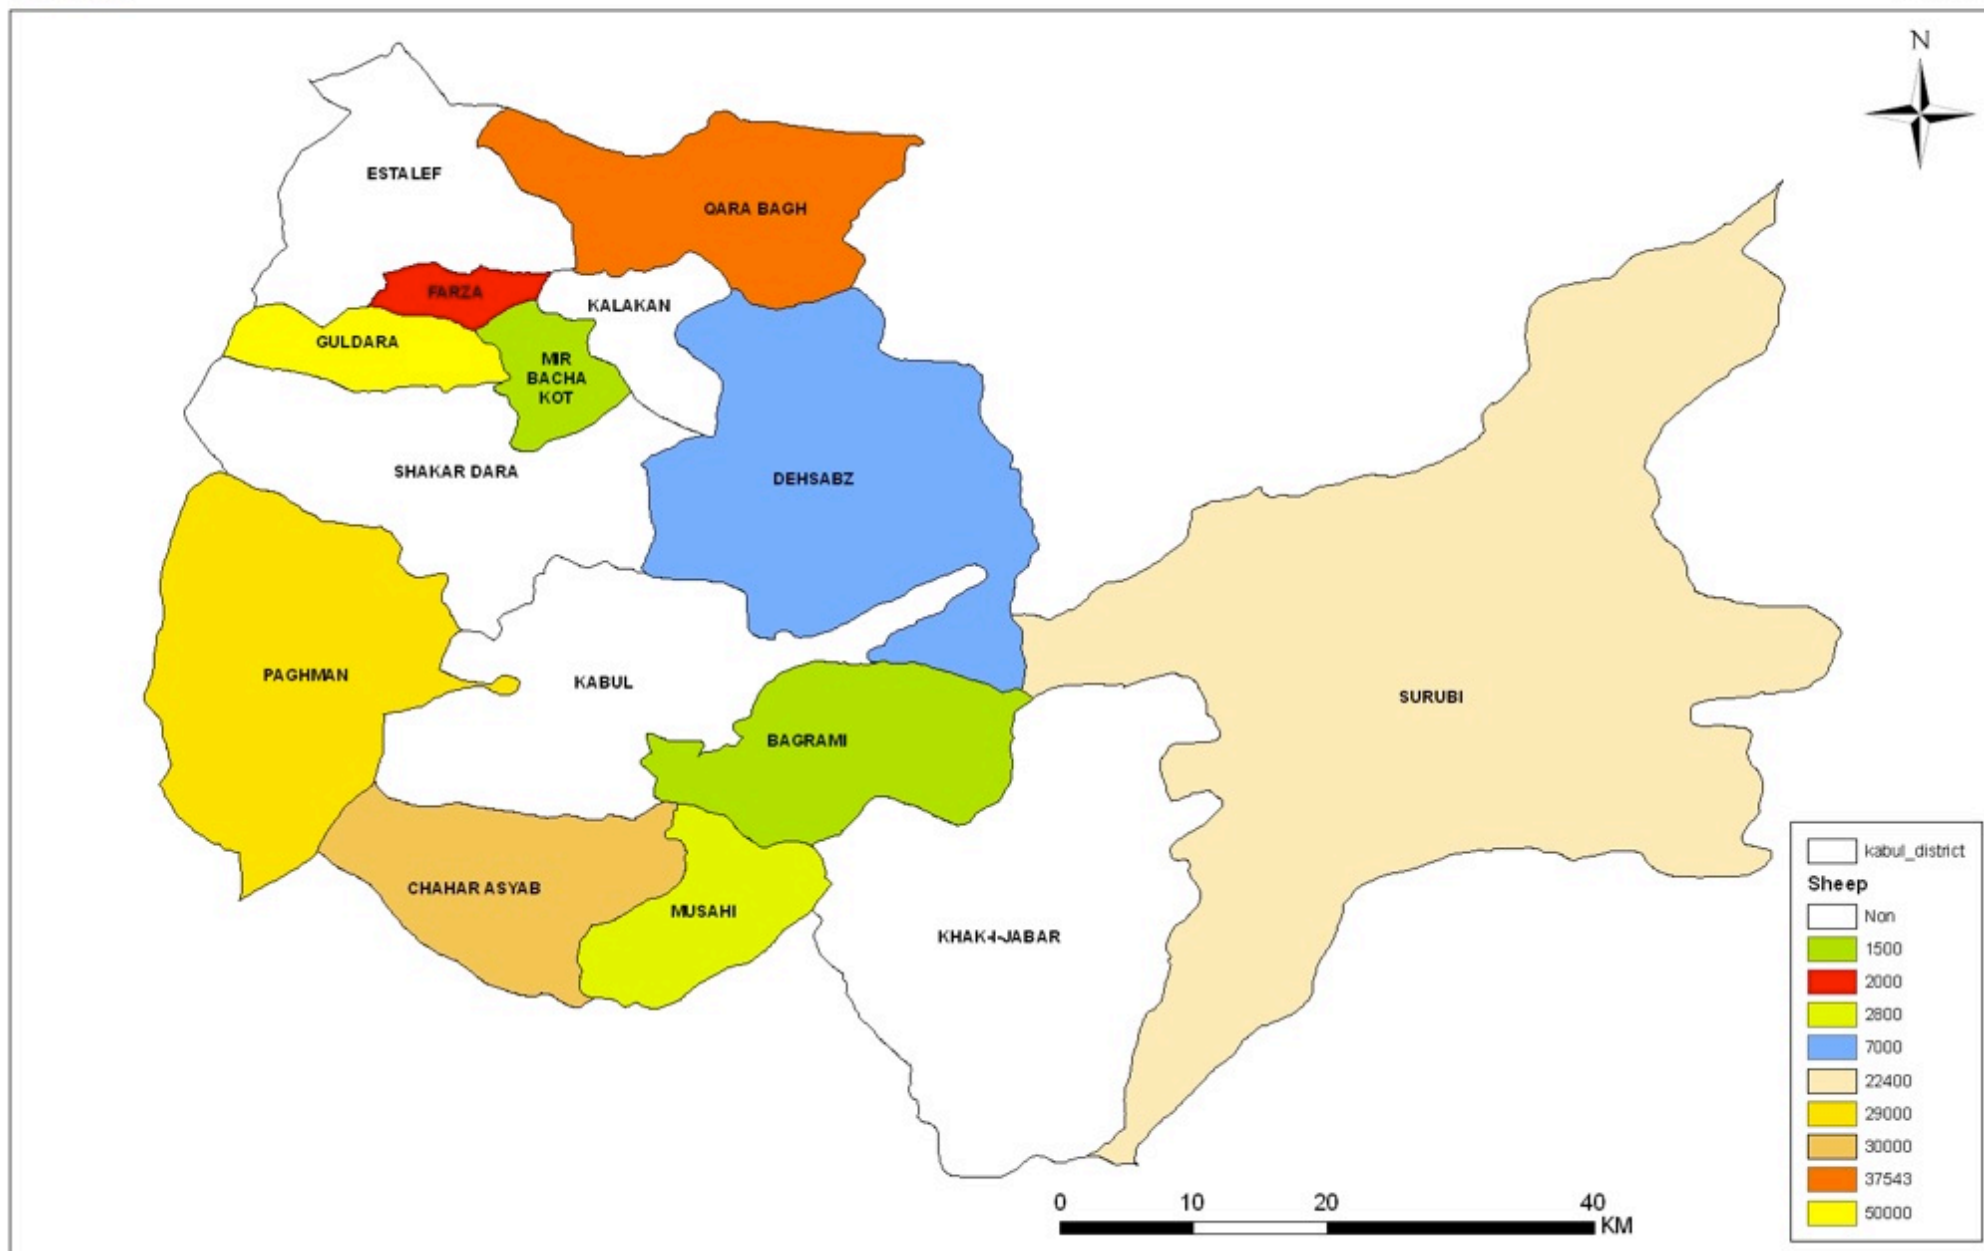 N
ESTALEF
QARA BAGH
FARZA
KALAKAN
GULDARA
MIR
BACHA
KOT
SHAKAR DARA
DEHSABZ
PAGHMAN
KABUL
SURUBI
BAGRAMI
CHAHAR ASYAB
MUSAHI
KHAK-I-JABAR
kabul_district
Sheep
Non
1500
2000
2800
7000
22400
29000
30000
37543
50000
0 10 20 40
KM